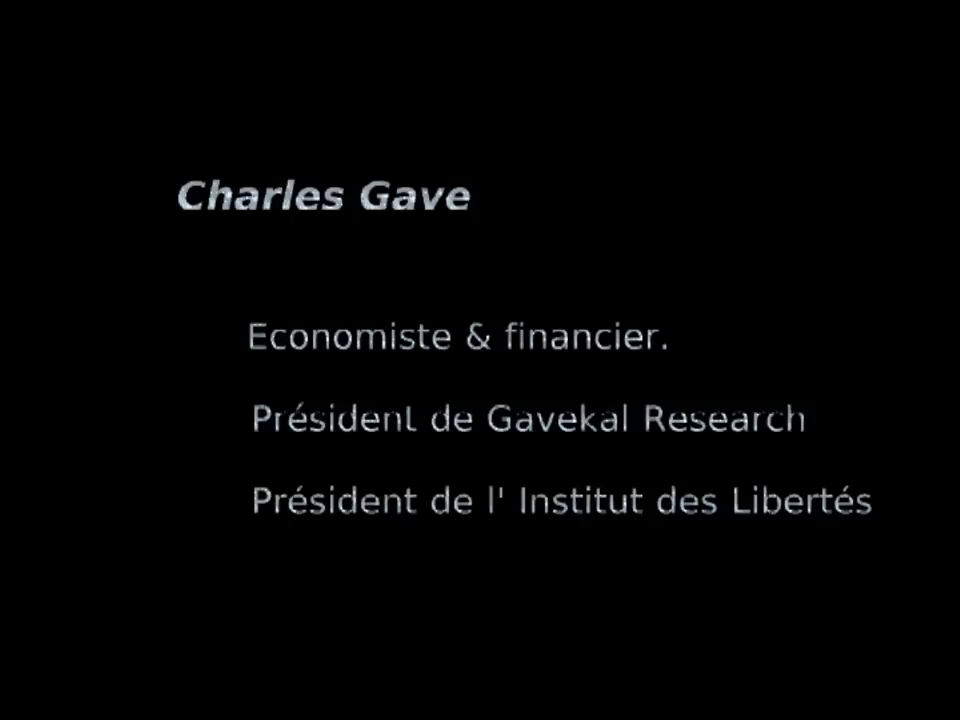 Charles Gave
Economiste & financier.
Président de Gavekal Research
Président de l' Institut des Libertés